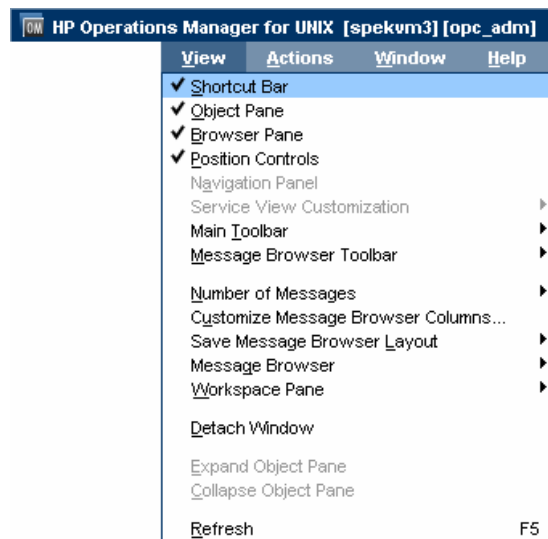 OM HP Operations Manager for UNIX [spekvm3] [opc_adm]
View Actions Window Help
Shortcut Bar
Object Pane
Browser Pane
Position Controls
Navigation Panel
Service View Customization
Main Toolbar
Message Browser Toolbar
Number of Messages
Customize Message Browser Columns...
Save Message Browser Layout
Message Browser
Workspace Pane
Detach Window
Expand Object Pane
Collapse Object Pane
Refresh F5